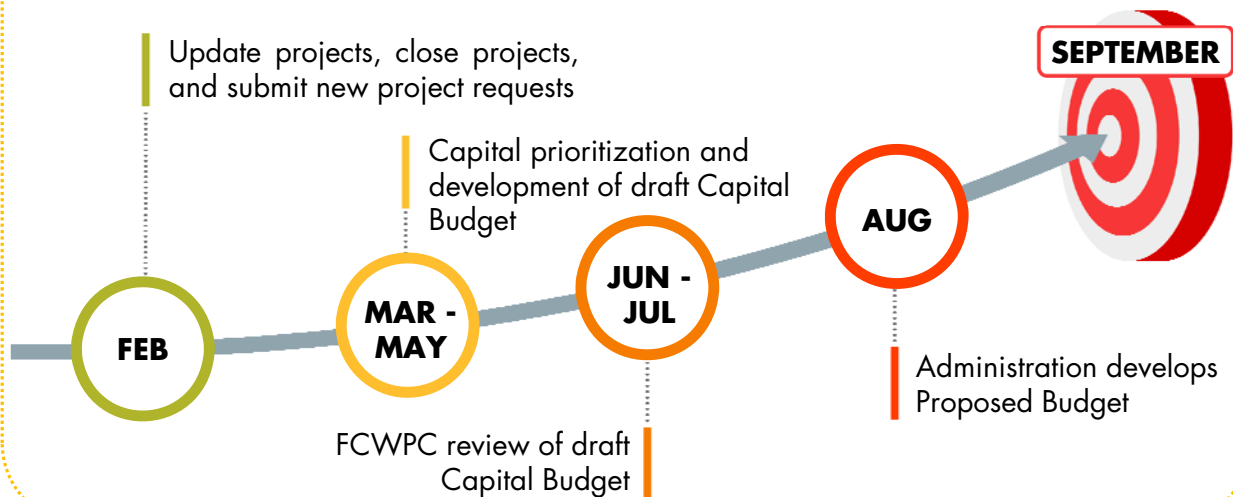 SEPTEMBER
Update projects, close projects,
and submit new project requests
Capital prioritization and
development of draft Capital
Budget
AUG
JUN -
JUL
MAR -
MAY
FEB
Administration develops
Proposed Budget
FCWPC review of draft
Capital Budget